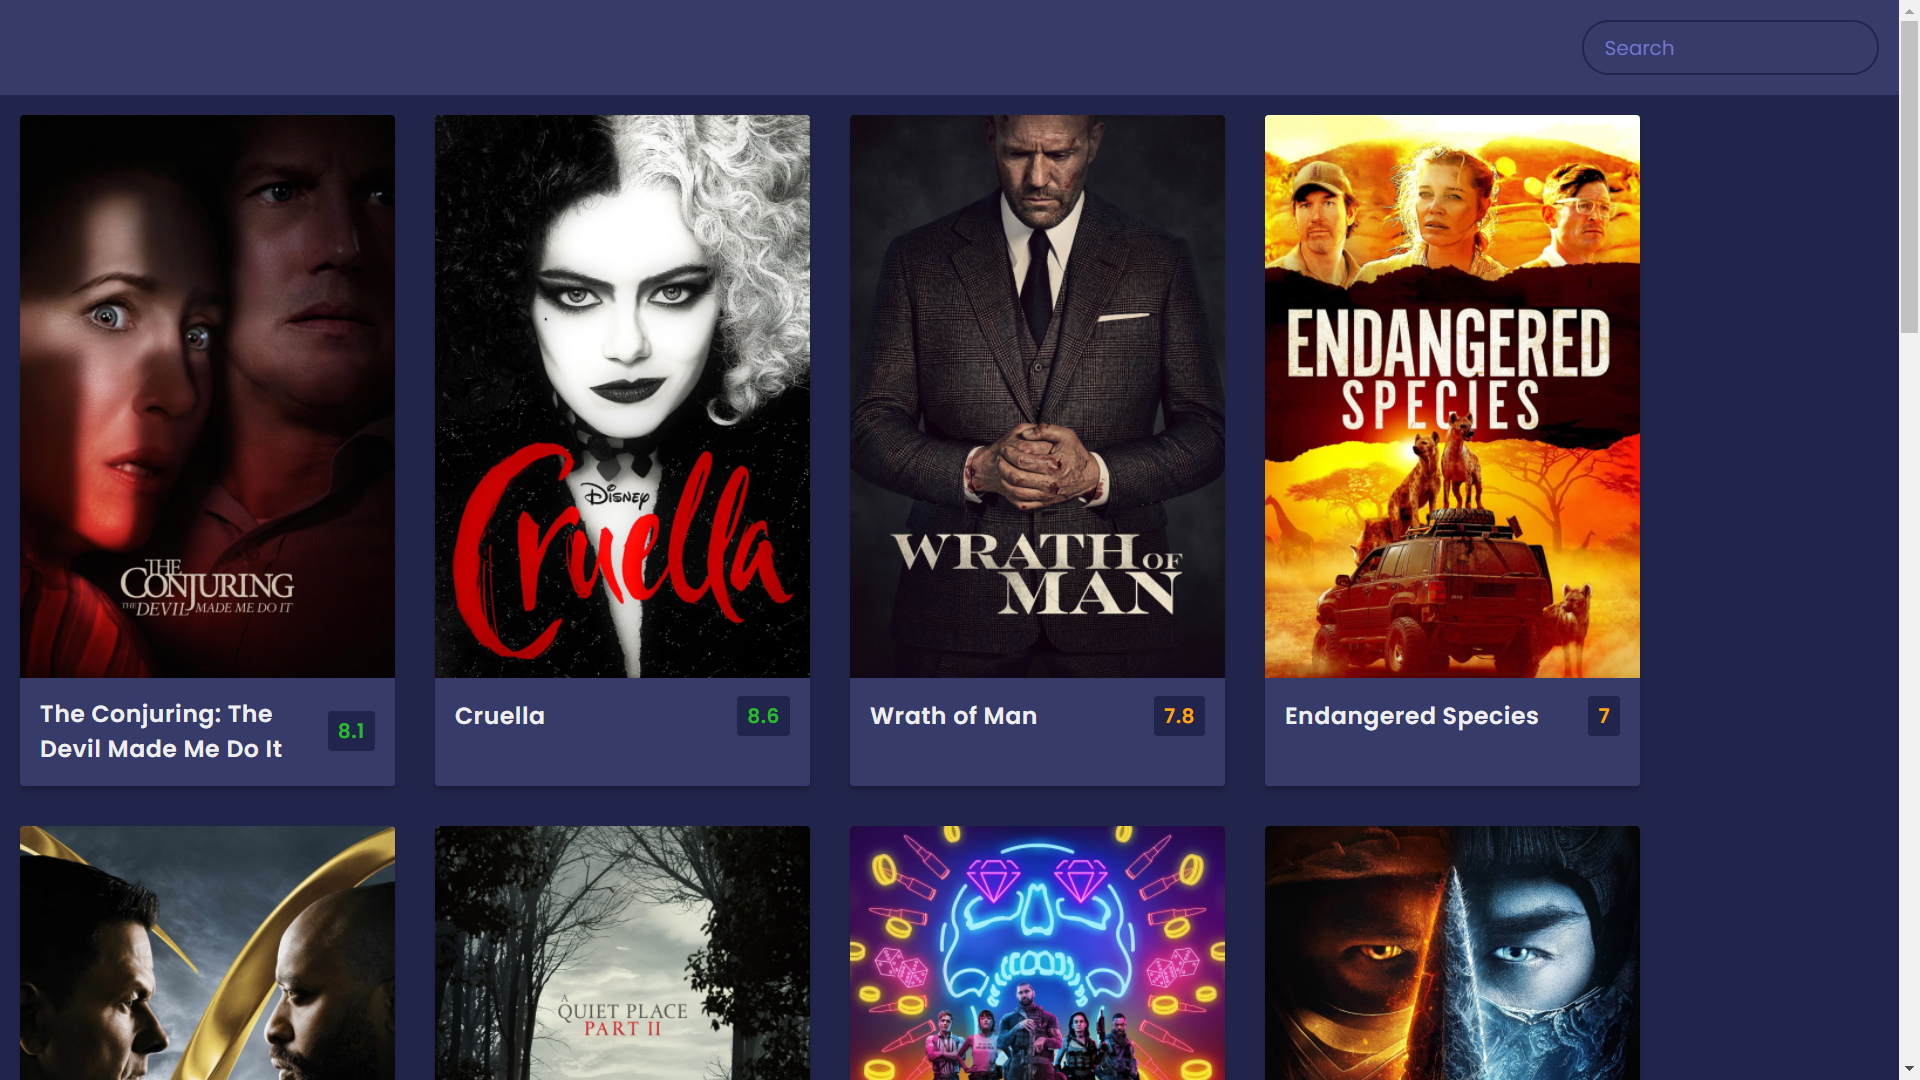 Search
THE
CONJURING
THE DEVIL MADE ME DO IT
DISNEY
Cruella
WRATH OF
MAN
ENDANGERED
SPECIES
The Conjuring: The
Devil Made Me Do It
8.1
Cruella
8.6
Wrath of Man
7.8
Endangered Species
7
A
QUIET PLACE
PART II